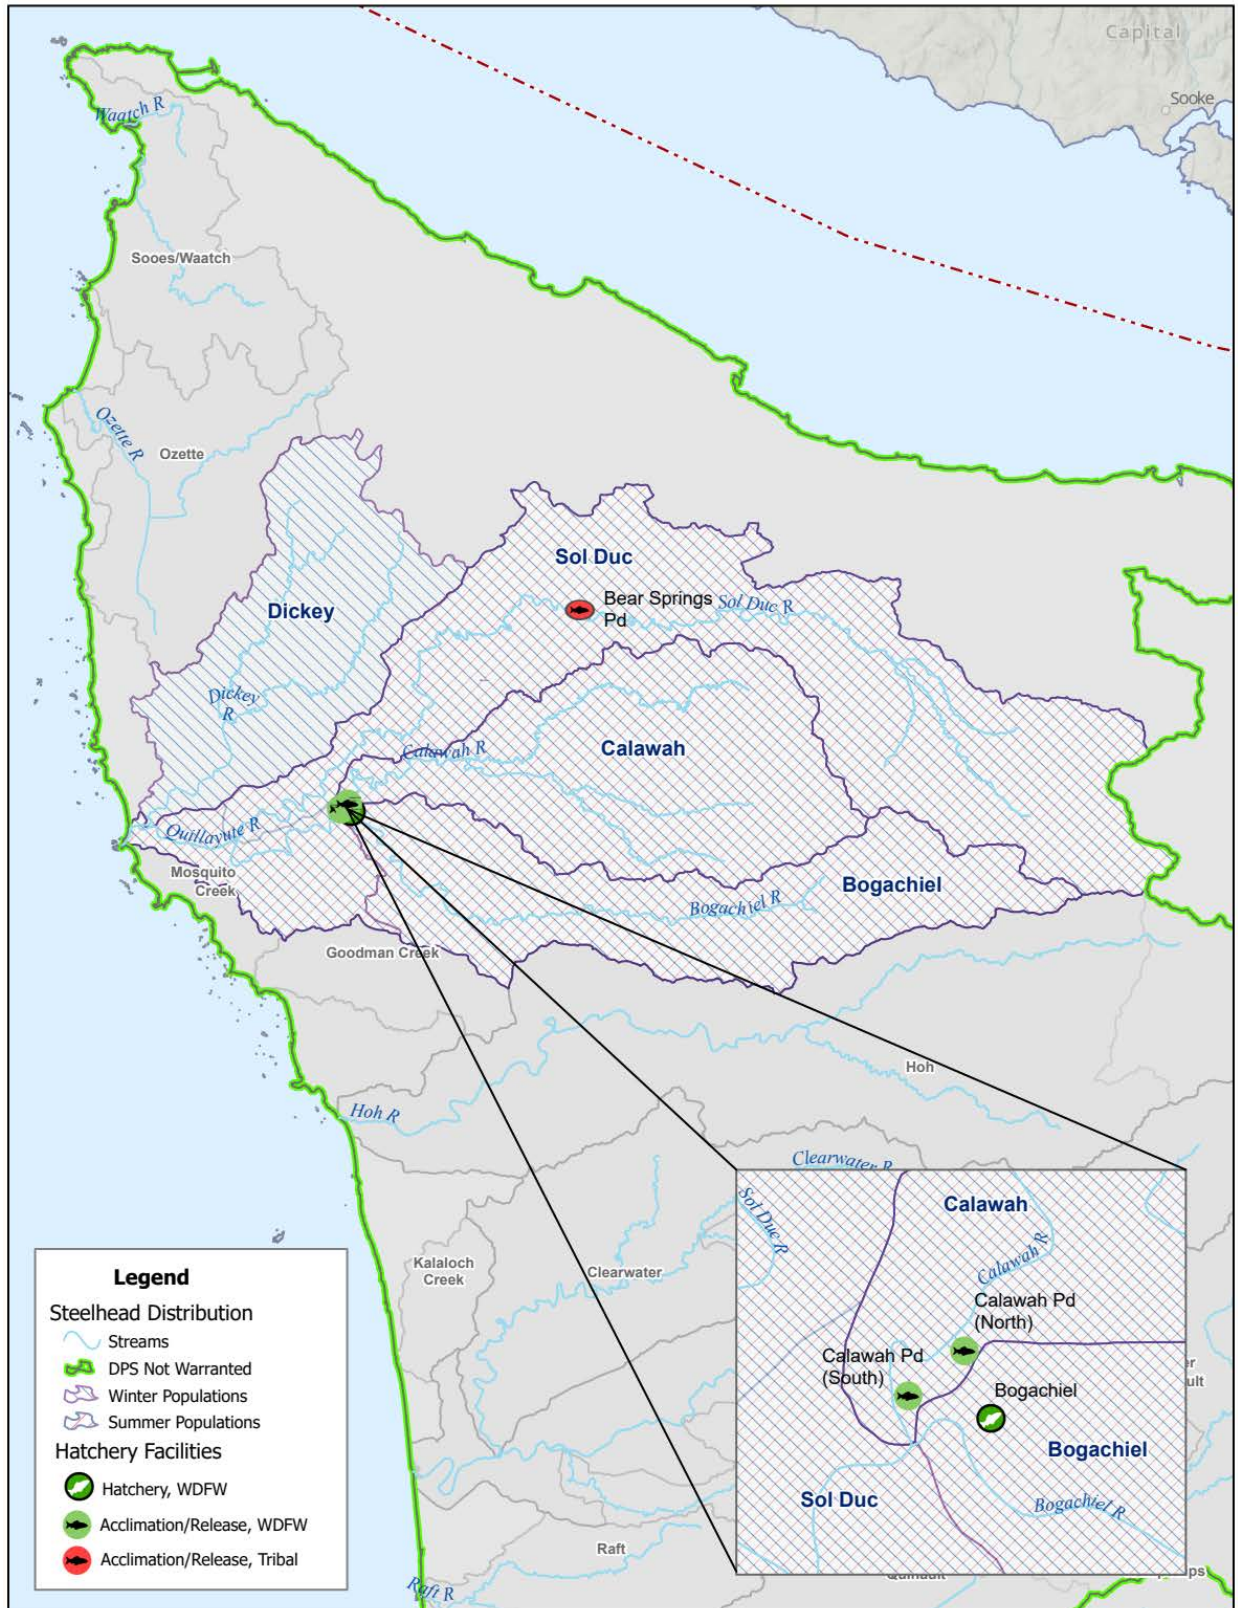 Capital
Sooke
Waatch R
Sooes/Waatch
Ozette R
Ozette
Sol Duc
Bear Springs
Pd
Sol Duc R
Dickey
Dickey
R
Calawah R
Calawah
Quillayute R
Mosquito
Creek
Bogachiel
Bogachiel R
Goodman Creek
Hoh
Hoh R
Clearwater R
Kalaloch
Creek
Clearwater
Raft
Raft R
Sol Duc R
Calawah
Calawah R
Calawah Pd
(North)
Calawah Pd
(South)
Bogachiel
Bogachiel
Sol Duc
Bogachiel R
Legend
Steelhead Distribution
Streams
DPS Not Warranted
Winter Populations
Summer Populations
Hatchery Facilities
Hatchery, WDFW
Acclimation/Release, WDFW
Acclimation/Release, Tribal